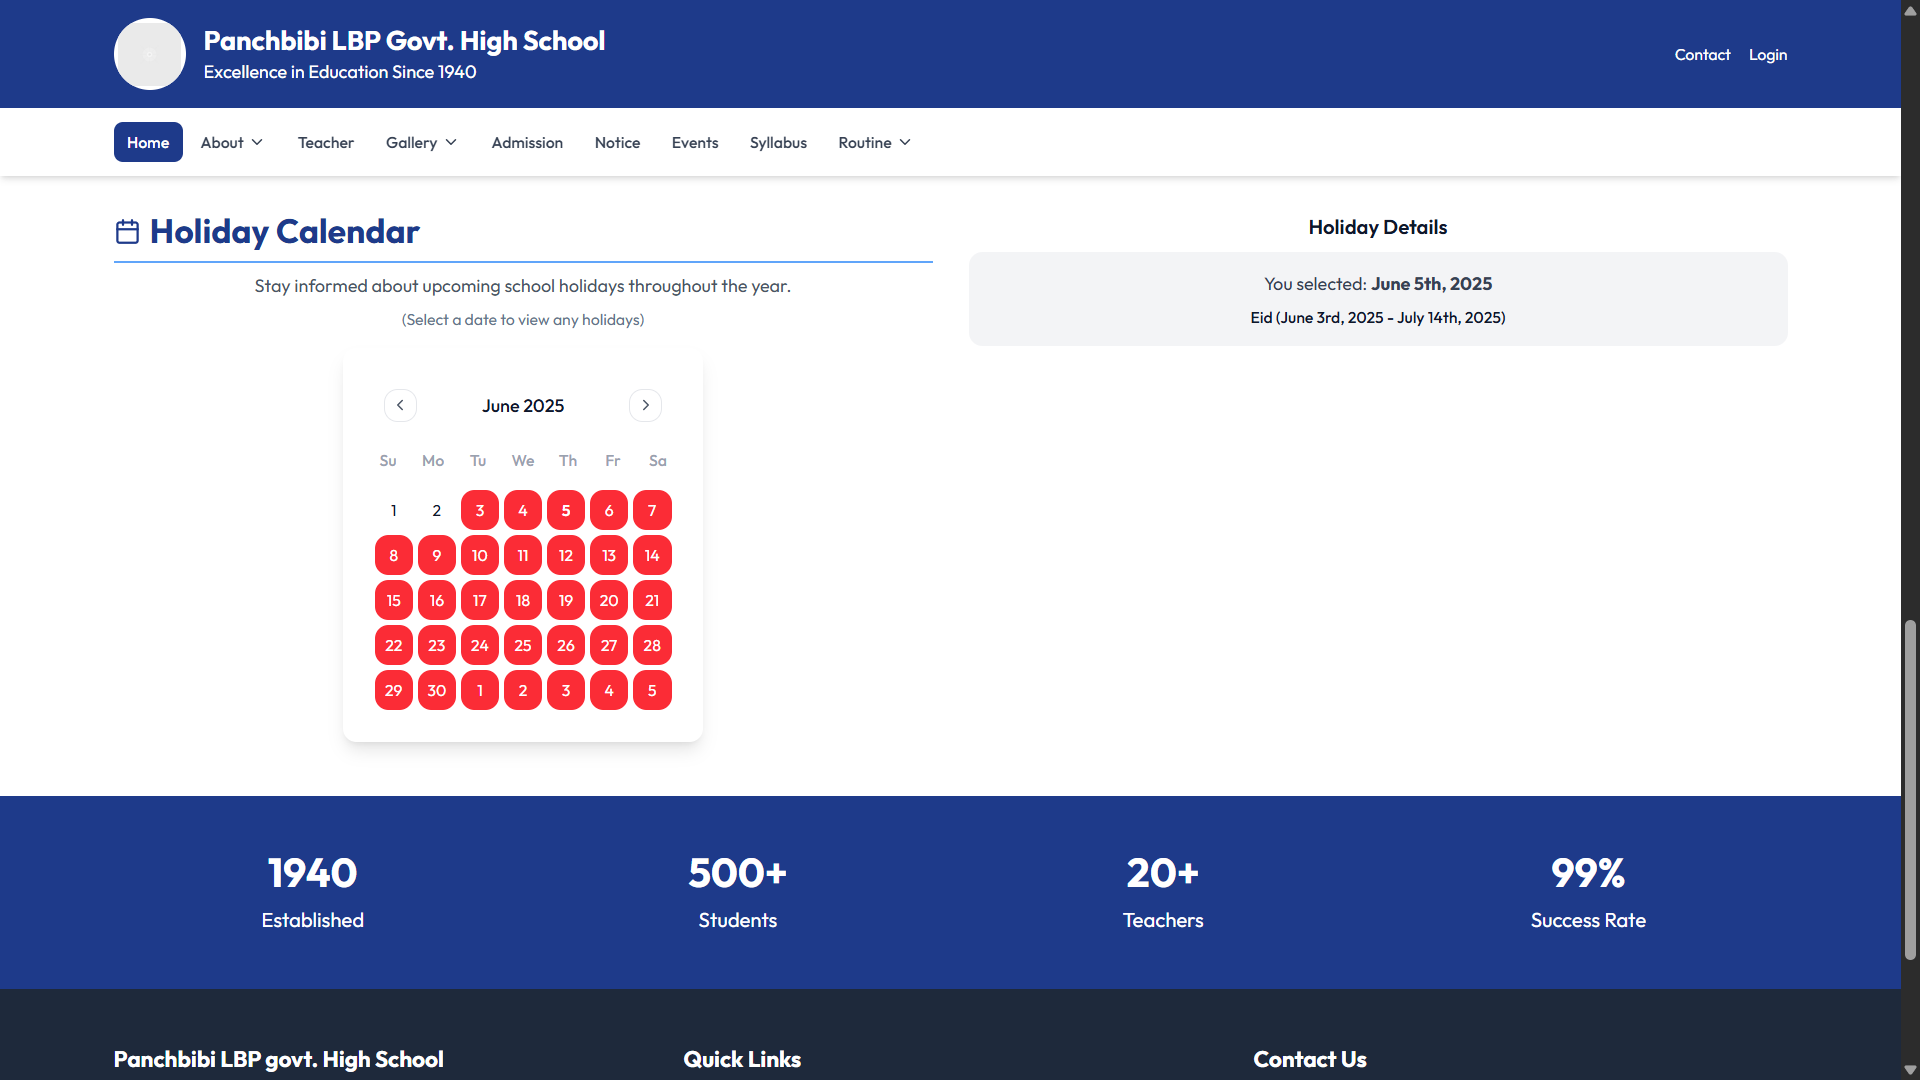 Panchbibi LBP Govt. High School
Excellence in Education Since 1940
Contact Login
Home About Teacher Gallery Admission Notice Events Syllabus Routine
Holiday Calendar
Stay informed about upcoming school holidays throughout the year.
(Select a date to view any holidays)
June 2025
Su Mo Tu We Th Fr Sa
1 2 3 4 5 6 7
8 9 10 11 12 13 14
15 16 17 18 19 20 21
22 23 24 25 26 27 28
29 30 1 2 3 4 5
Holiday Details
You selected: June 5th, 2025
Eid (June 3rd, 2025 - July 14th, 2025)
1940
Established
500+
Students
20+
Teachers
99%
Success Rate
Panchbibi LBP govt. High School
Quick Links
Contact Us